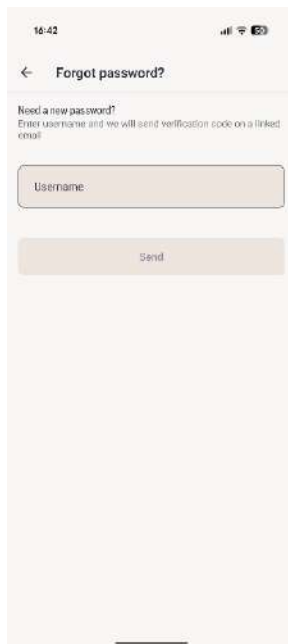 16:42
Forgot password?
Need a new password?
Enter username and we will send verification code on a linked
email
Username
Send